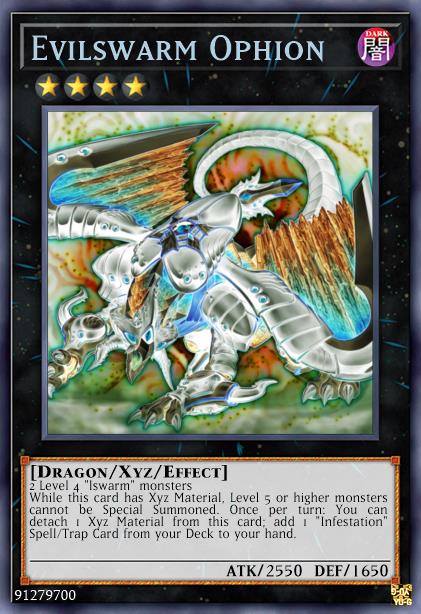 EVILSWARM OPHION
DARK
闇
[DRAGON/XYZ/EFFECT]
2 Level 4 "lswarm" monsters
While this card has Xyz Material, Level 5 or higher monsters
cannot be Special Summoned. Once per turn: You can
detach 1 Xyz Material from this card; add 1 "Infestation"
Spell/Trap Card from your Deck to your hand.
ATK/2550 DEF/1650
91279700